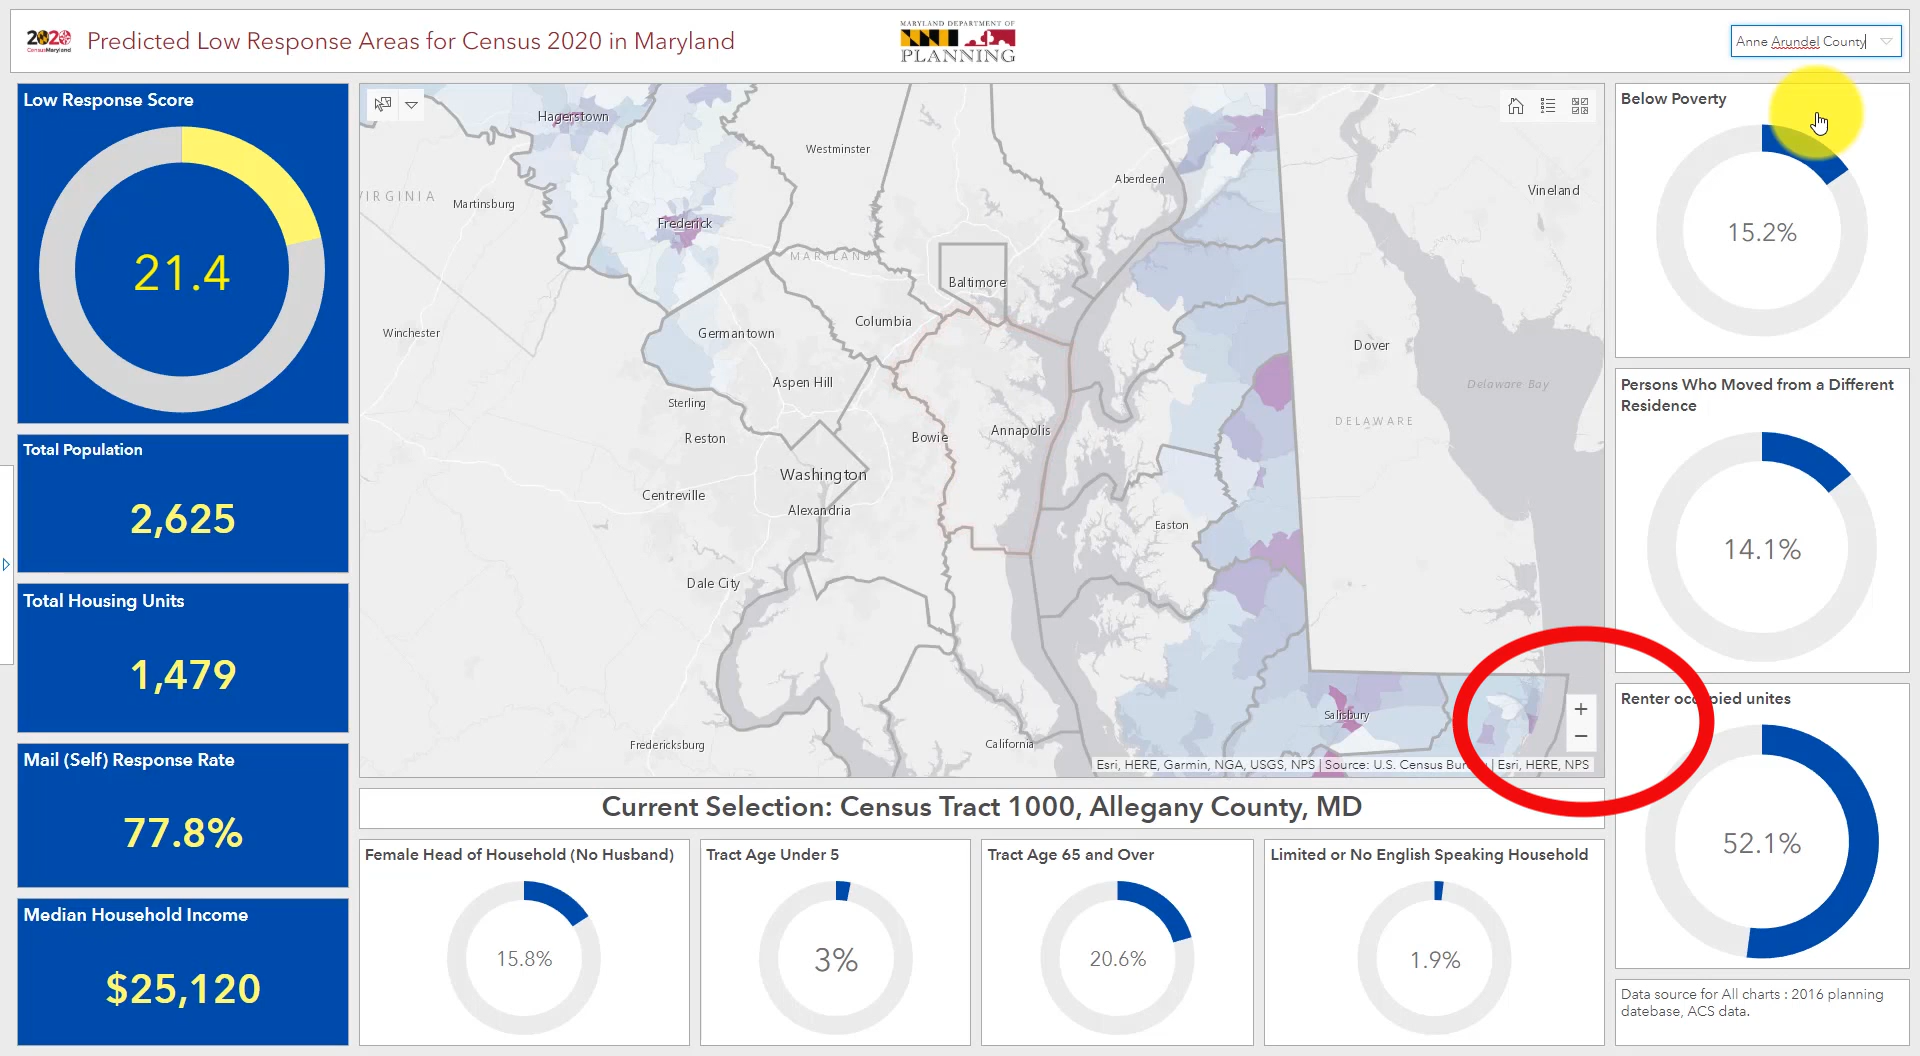 2020
CensusMaryland
Predicted Low Response Areas for Census 2020 in Maryland
MARYLAND DEPARTMENT OF
PLANNING
Anne Arundel County
Low Response Score
21.4
Total Population
2,625
Total Housing Units
1,479
Mail (Self) Response Rate
77.8%
Median Household Income
$25,120
Hagerstown
Westminster
Aberdeen
Vineland
VIRGINIA
Martinsburg
Frederick
MARYLAND
Baltimore
Winchester
Germantown
Columbia
Dover
Aspen Hill
Delaware Bay
Sterling
DELAWARE
Reston
Bowie
Annapolis
Washington
Centreville
Alexandria
Easton
Dale City
Salisbury
Fredericksburg
California
+
−
Esri, HERE, Garmin, NGA, USGS, NPS | Source: U.S. Census Bu | Esri, HERE, NPS
Current Selection: Census Tract 1000, Allegany County, MD
Female Head of Household (No Husband)
15.8%
Tract Age Under 5
3%
Tract Age 65 and Over
20.6%
Limited or No English Speaking Household
1.9%
Below Poverty
15.2%
Persons Who Moved from a Different
Residence
14.1%
Renter occupied unites
52.1%
Data source for All charts : 2016 planning
datebase, ACS data.